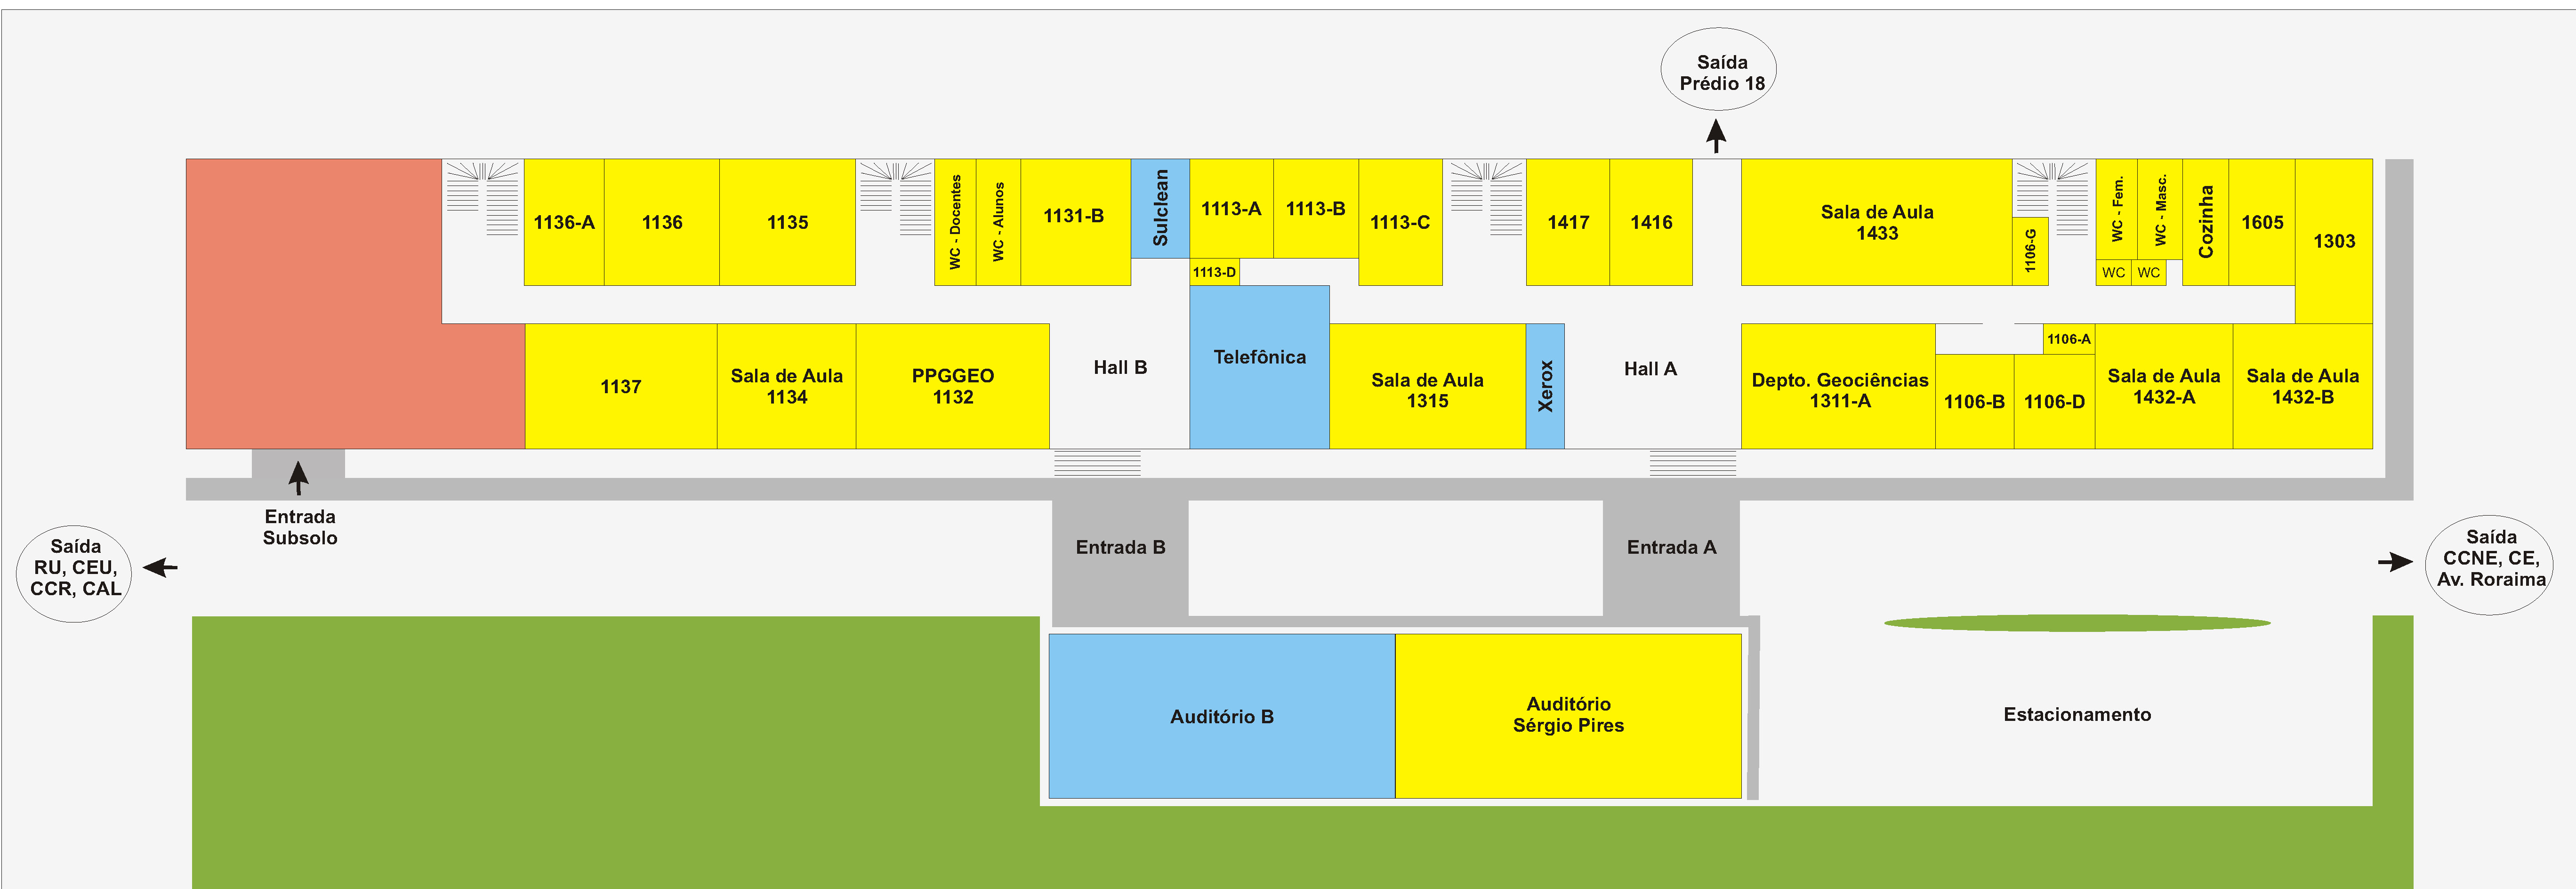 Saída
Prédio 18
1136-A
1136
1135
WC - Docentes
WC - Alunos
1131-B
Sulclean
1113-A
1113-B
1113-C
1113-D
1417
1416
Sala de Aula
1433
1106-G
WC - Fem.
WC - Masc.
WC
WC
Cozinha
1605
1303
1137
Sala de Aula
1134
PPGGEO
1132
Hall B
Telefônica
Sala de Aula
1315
Xerox
Hall A
Depto. Geociências
1311-A
1106-B
1106-D
1106-A
Sala de Aula
1432-A
Sala de Aula
1432-B
Entrada
Subsolo
Saída
RU, CEU,
CCR, CAL
Entrada B
Entrada A
Saída
CCNE, CE,
Av. Roraima
Auditório B
Auditório
Sérgio Pires
Estacionamento